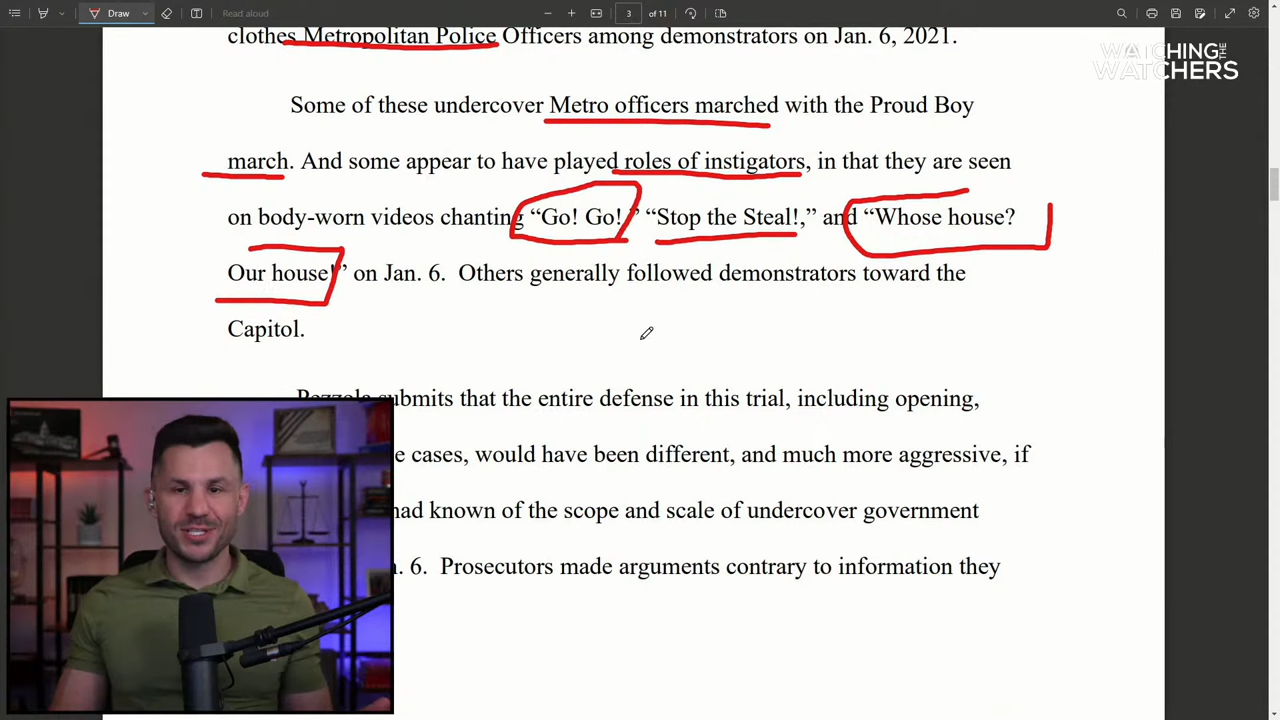 Draw
Read aloud
3 of 11
WATCHING THE
WATCHERS
clothes Metropolitan Police Officers among demonstrators on Jan. 6, 2021.
Some of these undercover Metro officers marched with the Proud Boy
march. And some appear to have played roles of instigators, in that they are seen
on body-worn videos chanting “Go! Go!,” “Stop the Steal!,” and “Whose house?
Our house!” on Jan. 6. Others generally followed demonstrators toward the
Capitol.
Pezzola submits that the entire defense in this trial, including opening,
cases, would have been different, and much more aggressive, if
had known of the scope and scale of undercover government
6. Prosecutors made arguments contrary to information they